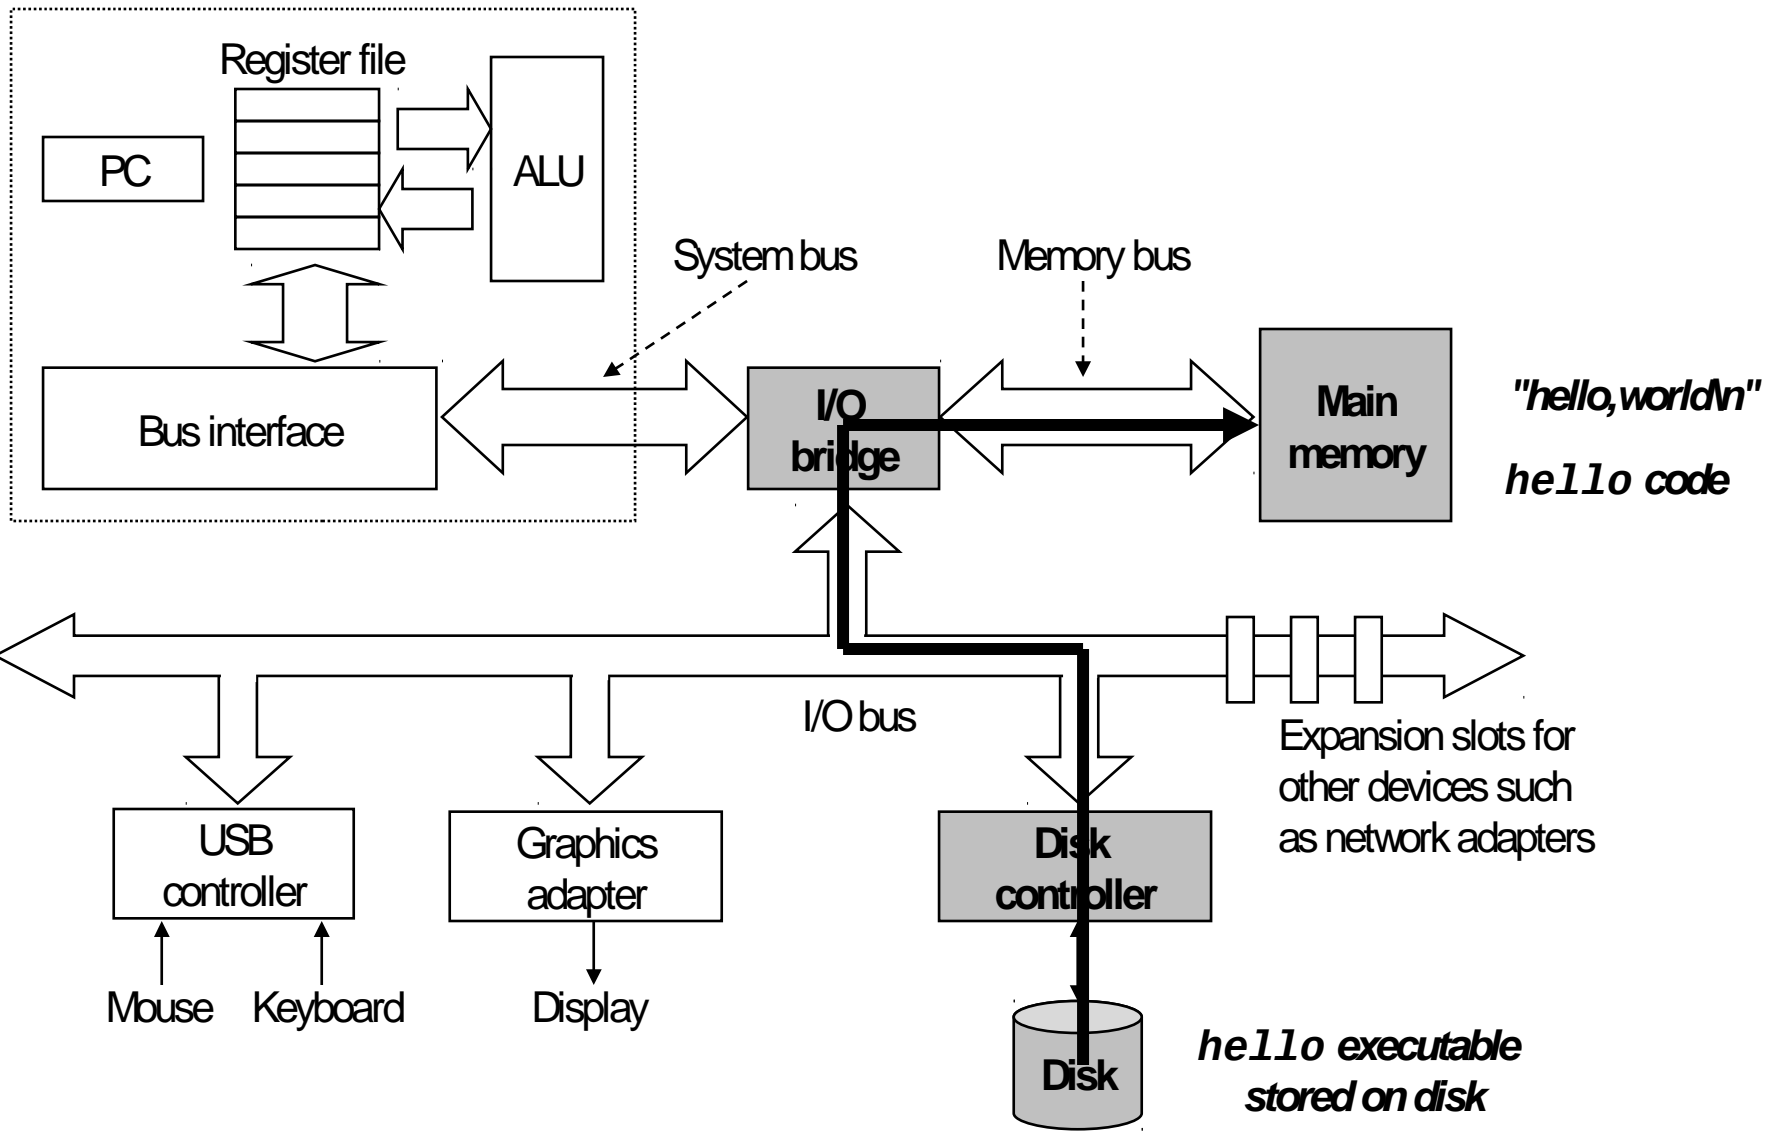 Register file
PC
ALU
System bus
Memory bus
Bus interface
I/O
bridge
Main
memory
"hello,world\n"
hello code
I/O bus
Expansion slots for
other devices such
as network adapters
USB
controller
Graphics
adapter
Disk
controller
Mouse
Keyboard
Display
Disk
hello executable
stored on disk